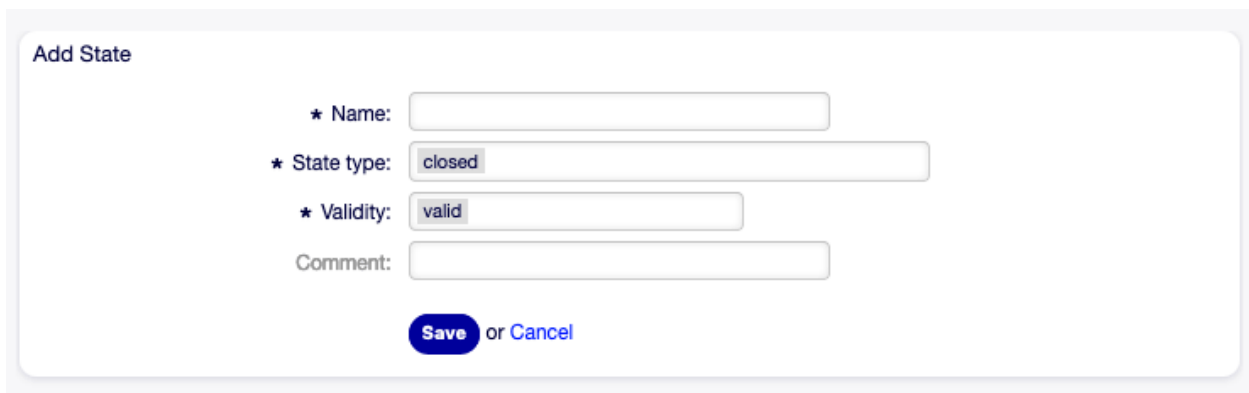 Add State
★ Name:
★ State type: closed
★ Validity: valid
Comment:
Save or Cancel